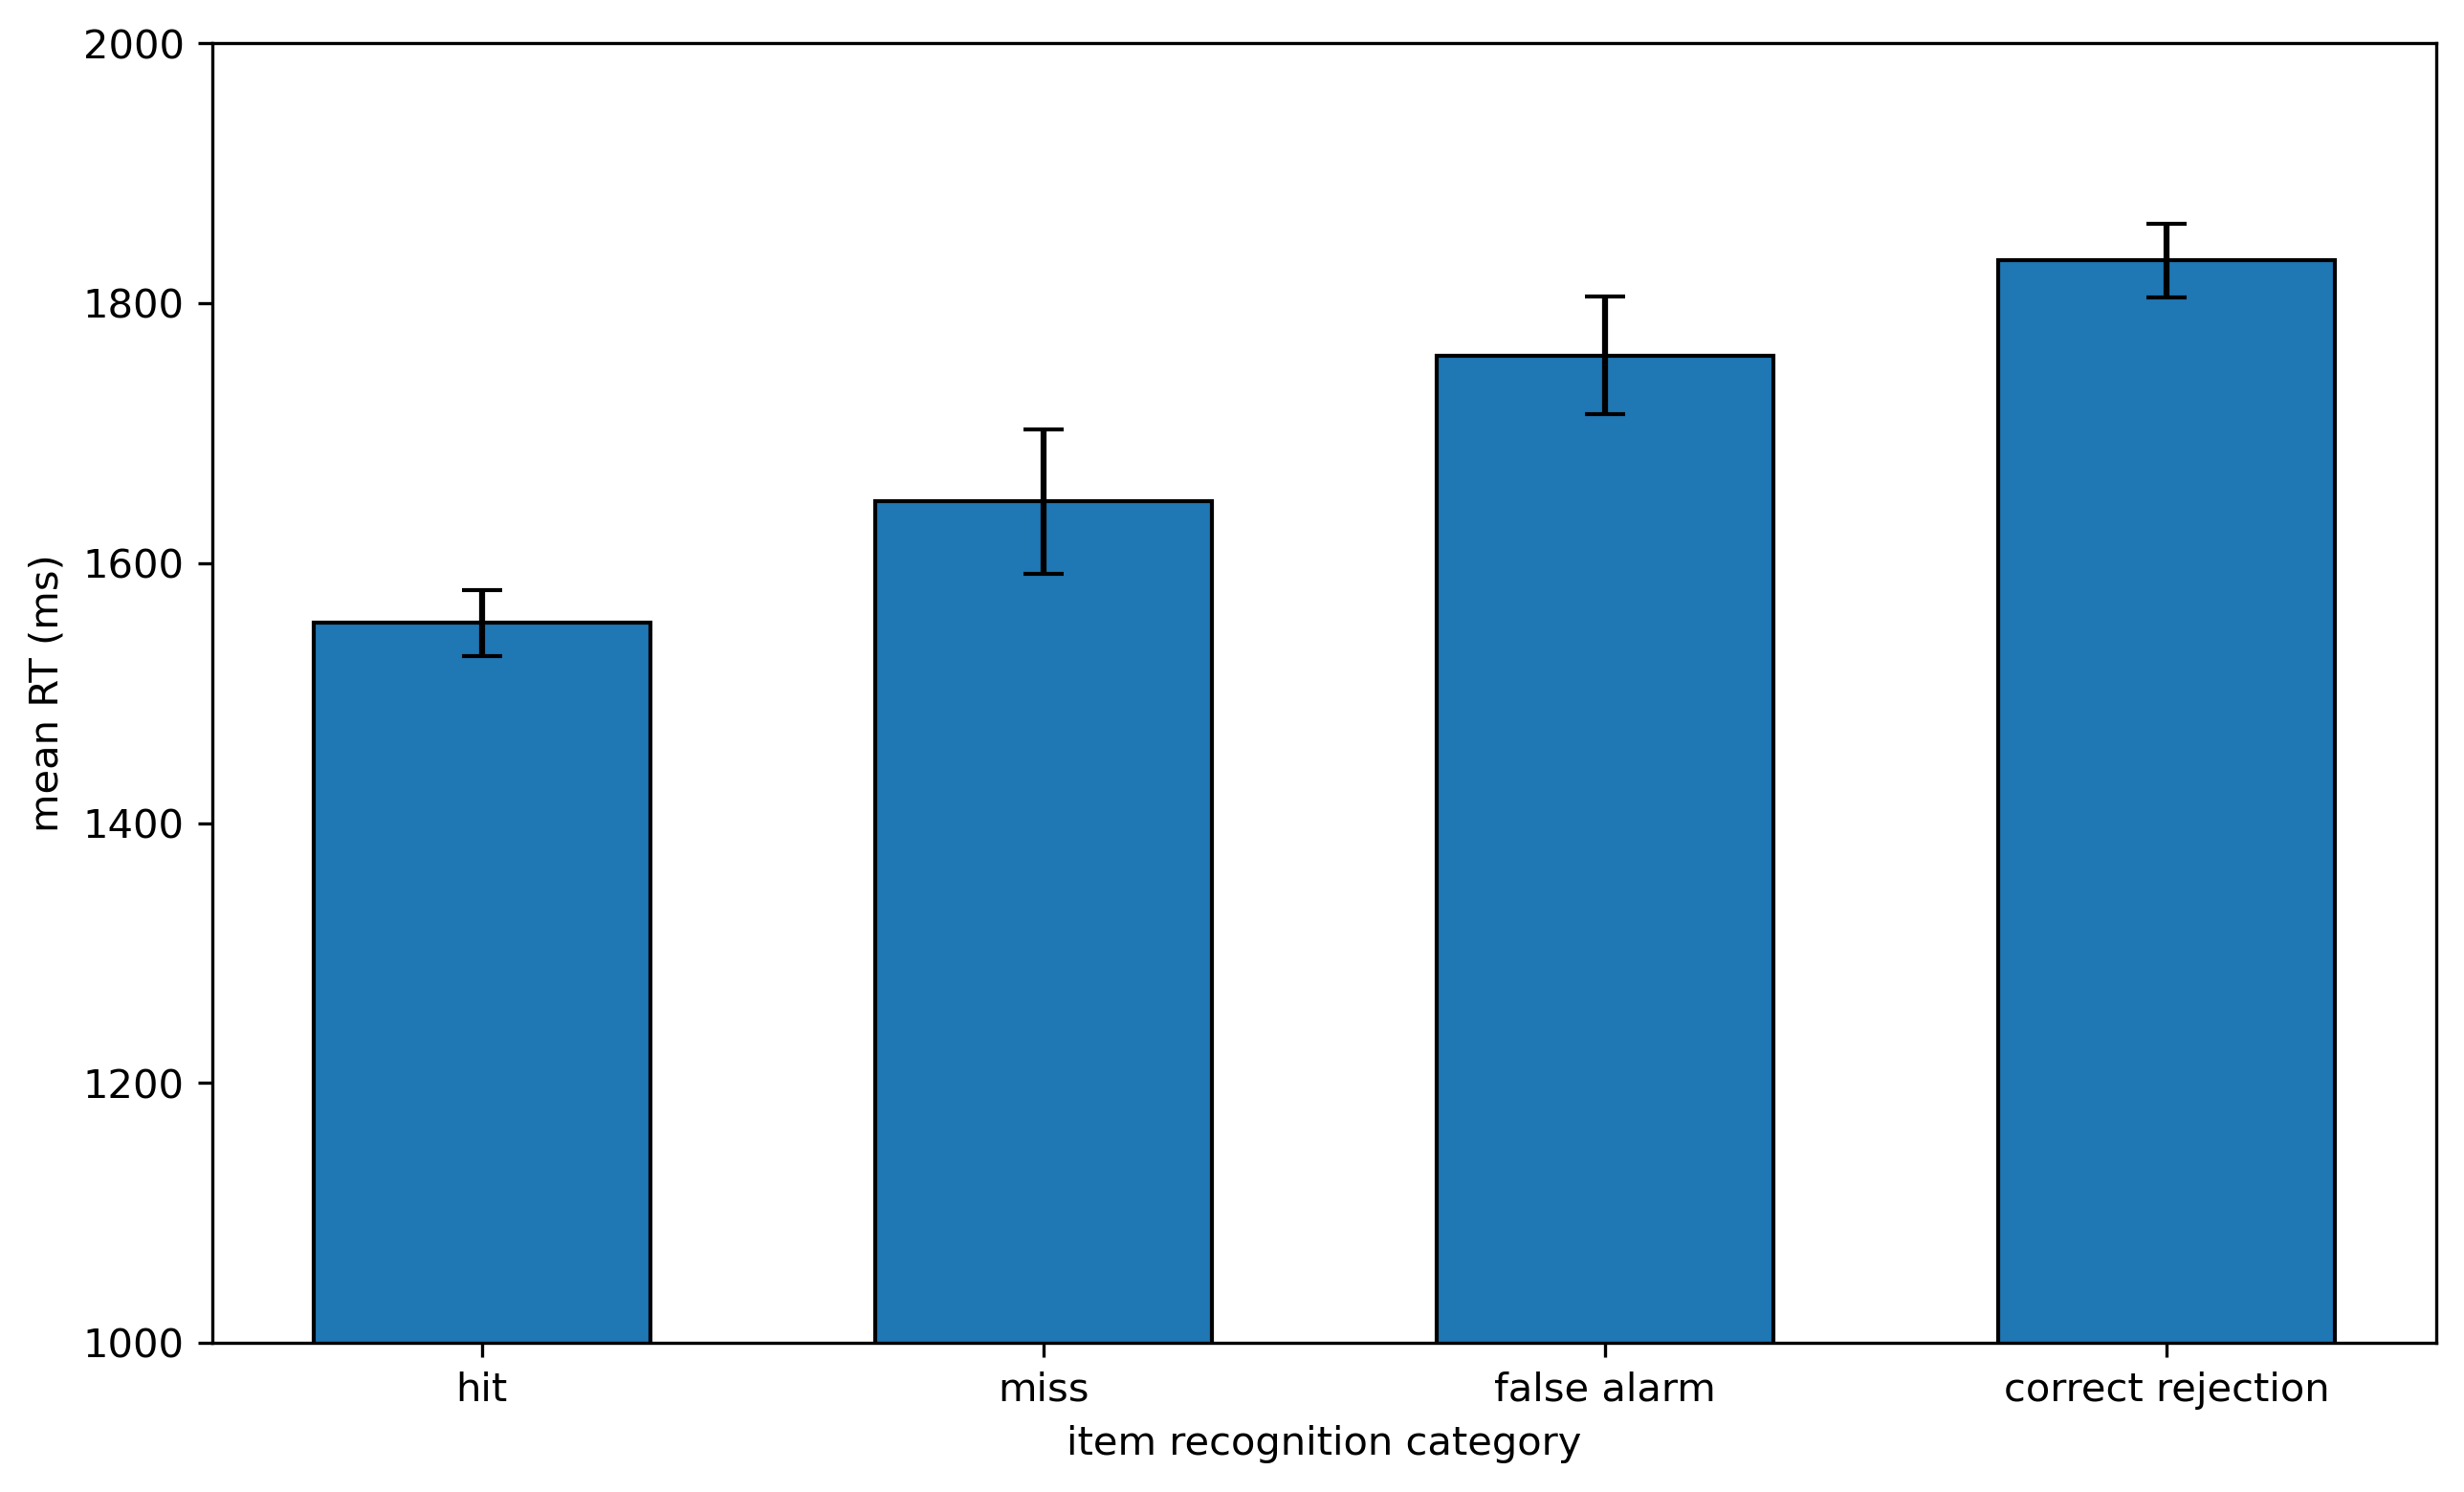 2000
1800
1600
1400
1200
1000
mean RT (ms)
hit
miss
false alarm
correct rejection
item recognition category